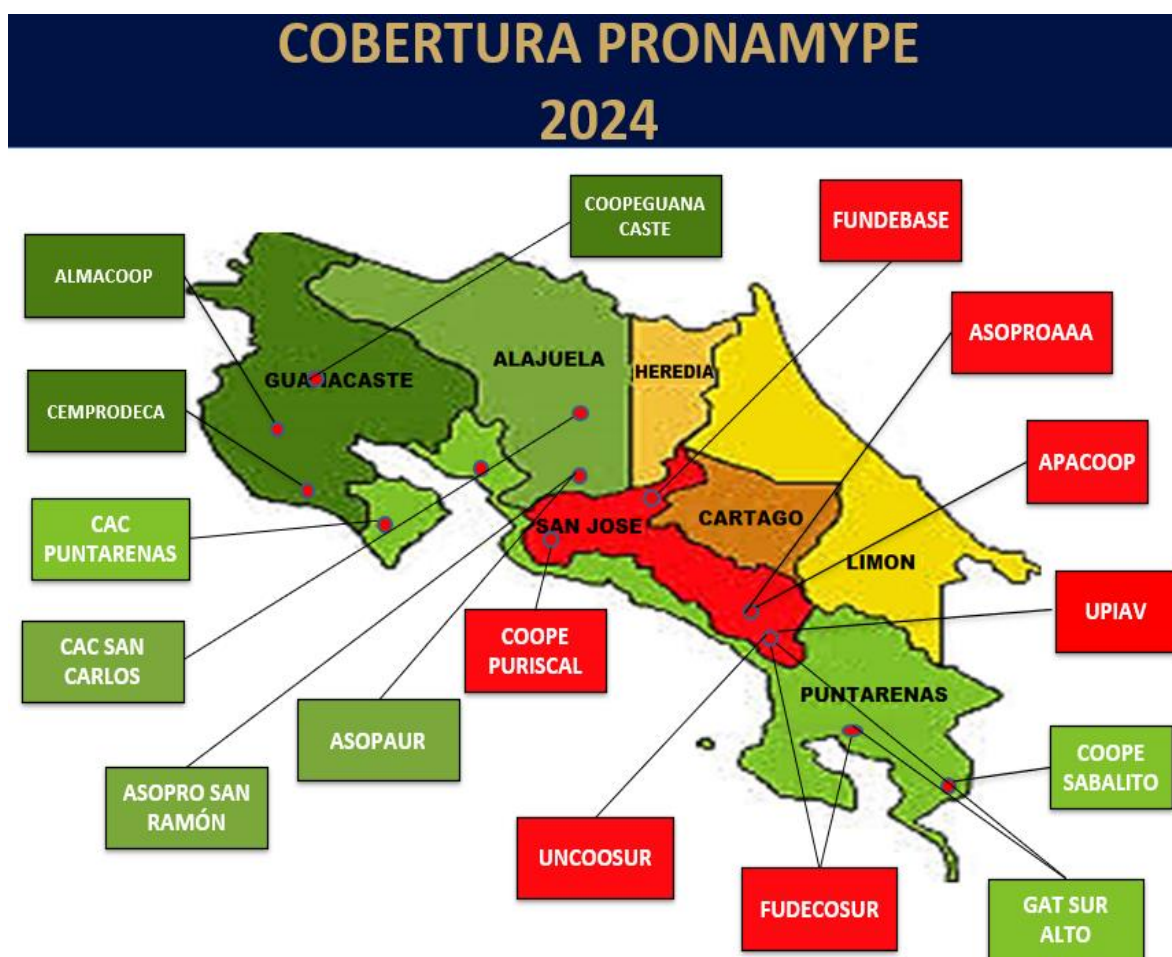 COBERTURA PRONAMYPE
2024
COOPEGUANA
CASTE
FUNDEBASE
ALMACOOP
ASOPROAAA
ALAJUELA
HEREDIA
GUANACASTE
CEMPRODECA
APACOOP
CAC
PUNTARENAS
SAN JOSE
CARTAGO
LIMON
UPIAV
CAC SAN
CARLOS
COOPE
PURISCAL
PUNTARENAS
ASOPAUR
COOPE
SABALITO
ASOPRO SAN
RAMÓN
UNCOOSUR
FUDECOSUR
GAT SUR
ALTO